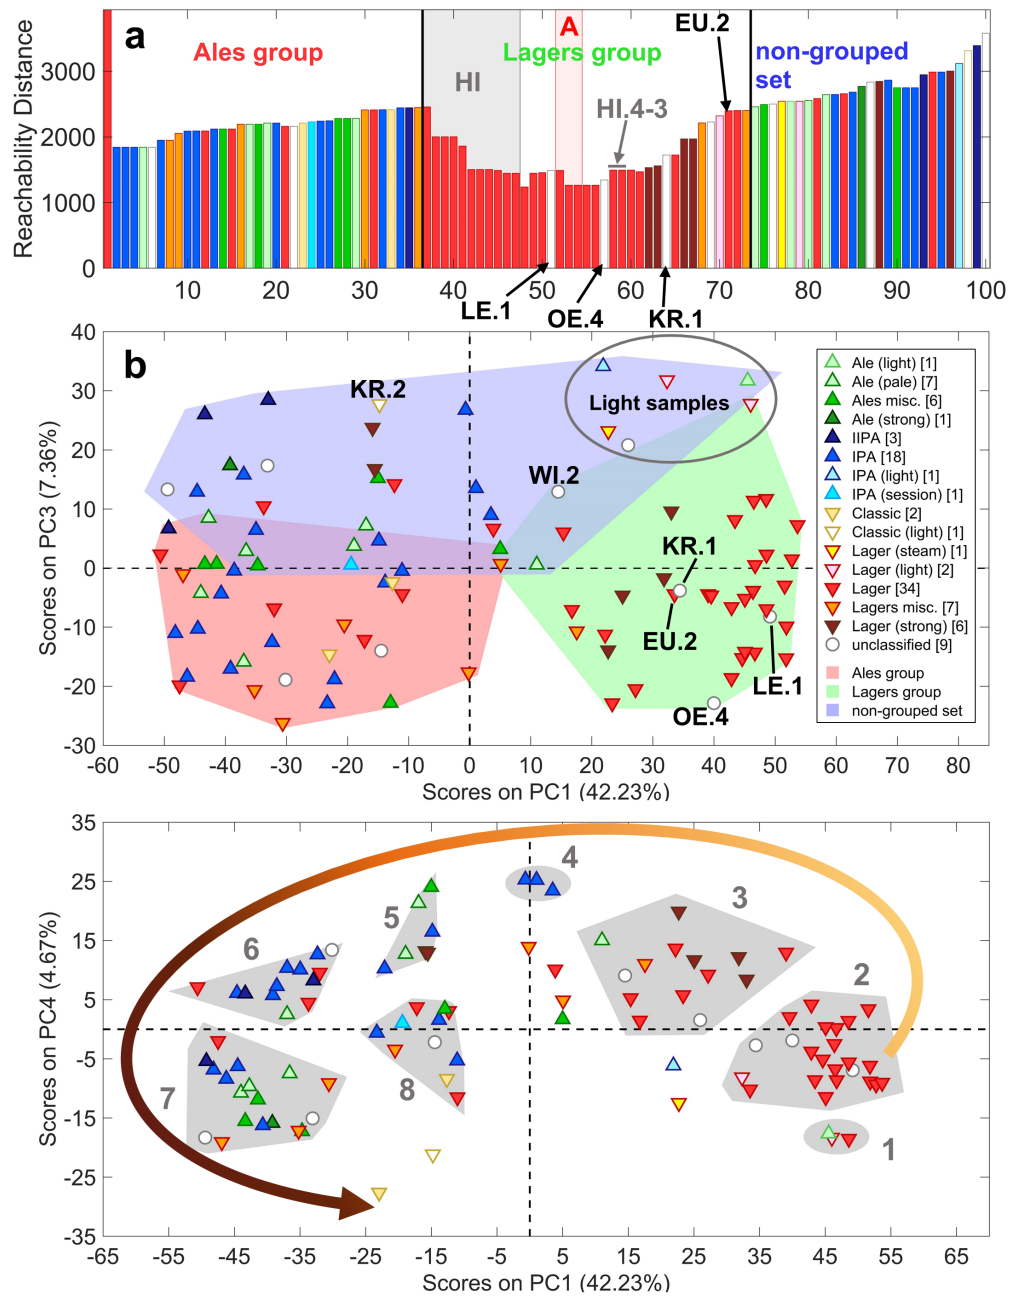 a
Reachability Distance
3000
2000
1000
0
Ales group
HI
A
Lagers group
HI.4-3
EU.2
non-grouped
set
10 20 30 40 50 60 70 80 90 100
LE.1
OE.4
KR.1
b
Scores on PC3 (7.36%)
40
30
20
10
0
-10
-20
-30
KR.2
Light samples
WI.2
KR.1
EU.2
LE.1
OE.4
Ale (light) [1]
Ale (pale) [7]
Ales misc. [6]
Ale (strong) [1]
IIPA [3]
IPA [18]
IPA (light) [1]
IPA (session) [1]
Classic [2]
Classic (light) [1]
Lager (steam) [1]
Lager (light) [2]
Lager [34]
Lagers misc. [7]
Lager (strong) [6]
unclassified [9]
Ales group
Lagers group
non-grouped set
-60 -50 -40 -30 -20 -10 0 10 20 30 40 50 60 70 80
Scores on PC1 (42.23%)
Scores on PC4 (4.67%)
35
25
15
5
-5
-15
-25
-35
4
5
3
6
2
7
8
1
-65 -55 -45 -35 -25 -15 -5 5 15 25 35 45 55 65
Scores on PC1 (42.23%)